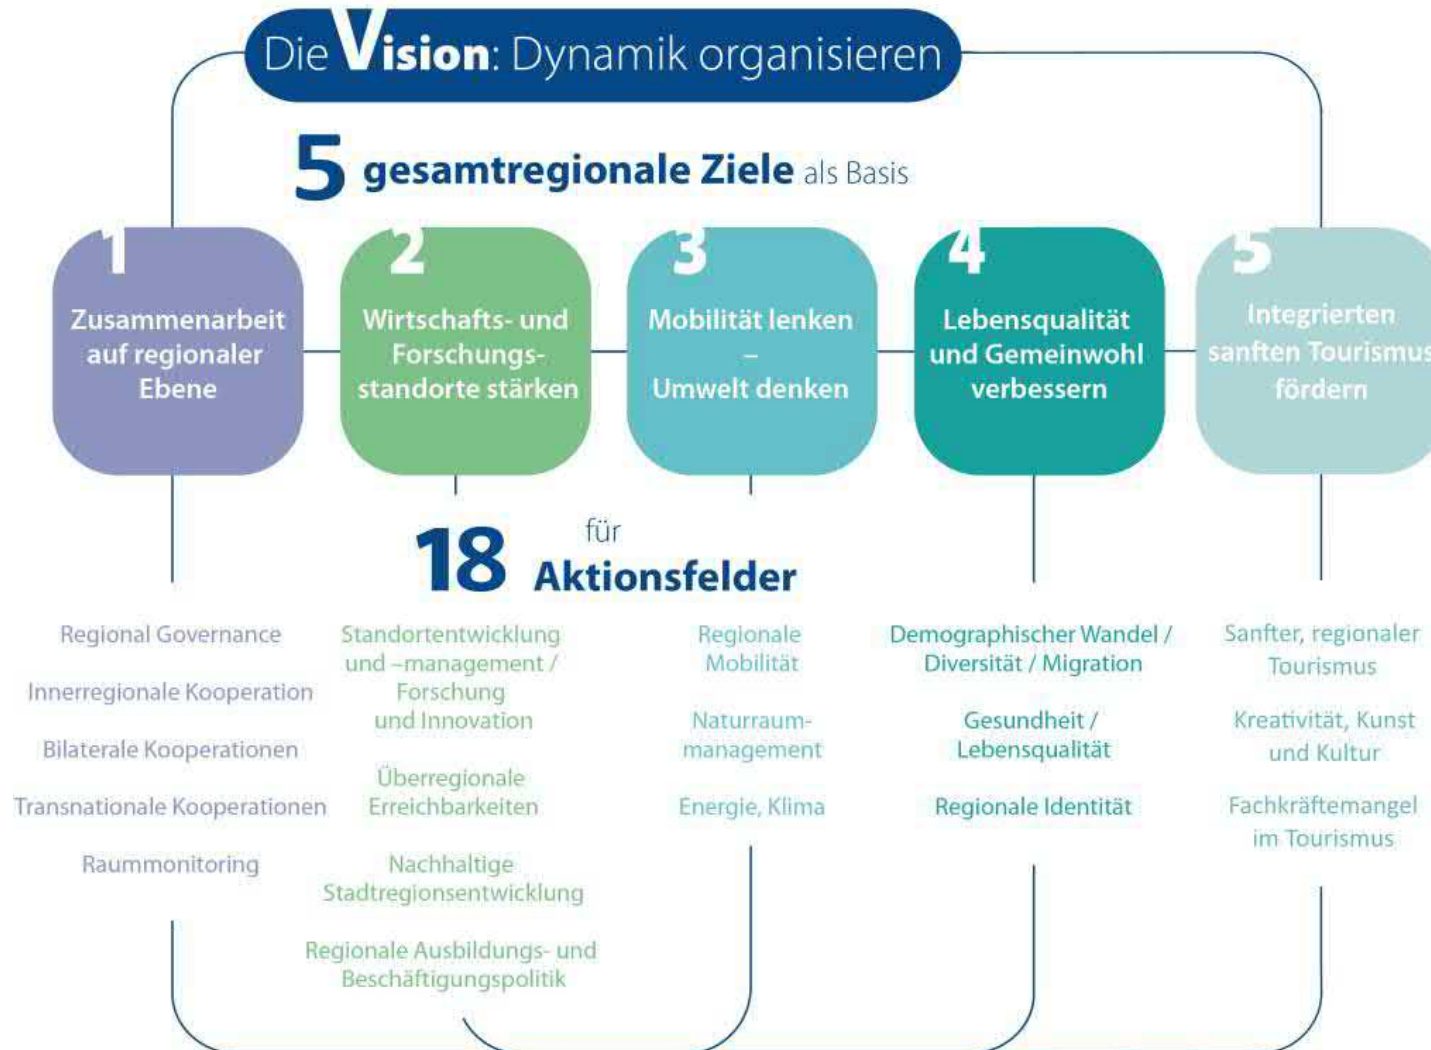 Die Vision: Dynamik organisieren
5 gesamtregionale Ziele als Basis
1
Zusammenarbeit
auf regionaler
Ebene
2
Wirtschafts- und
Forschungs-
standorte stärken
3
Mobilität lenken
–
Umwelt denken
4
Lebensqualität
und Gemeinwohl
verbessern
5
Integrierten
sanften Tourismus
fördern
für
18 Aktionsfelder
Regional Governance
Innerregionale Kooperation
Bilaterale Kooperationen
Transnationale Kooperationen
Raummonitoring
Standortentwicklung
und –management /
Forschung
und Innovation
Überregionale
Erreichbarkeiten
Nachhaltige
Stadtregionsentwicklung
Regionale Ausbildungs- und
Beschäftigungspolitik
Regionale
Mobilität
Naturraum-
management
Energie, Klima
Demographischer Wandel /
Diversität / Migration
Gesundheit /
Lebensqualität
Regionale Identität
Sanfter, regionaler
Tourismus
Kreativität, Kunst
und Kultur
Fachkräftemangel
im Tourismus